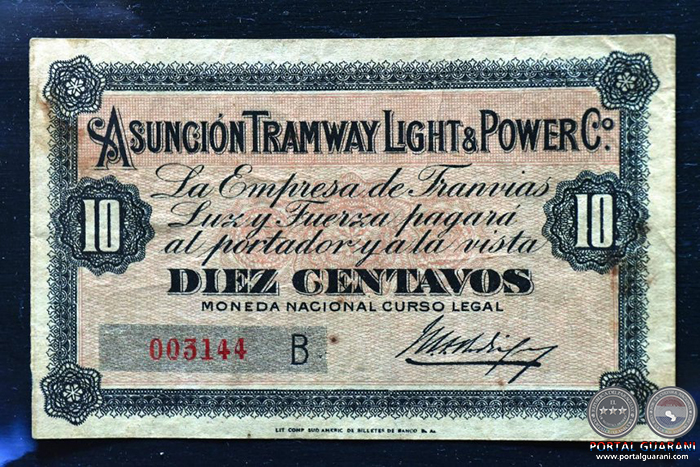 ASUNCIÓN TRAMWAY LIGHT & POWER Cº.
La Empresa de Tranvias
Luz y Fuerza pagará
al portador y a la vista
10
10
DIEZ CENTAVOS
MONEDA NACIONAL CURSO LEGAL
003144 B
LIT COMP SUD AMERIC DE BILLETES DE BANCO Bs. As.
PORTAL GUARANI
www.portalguarani.com